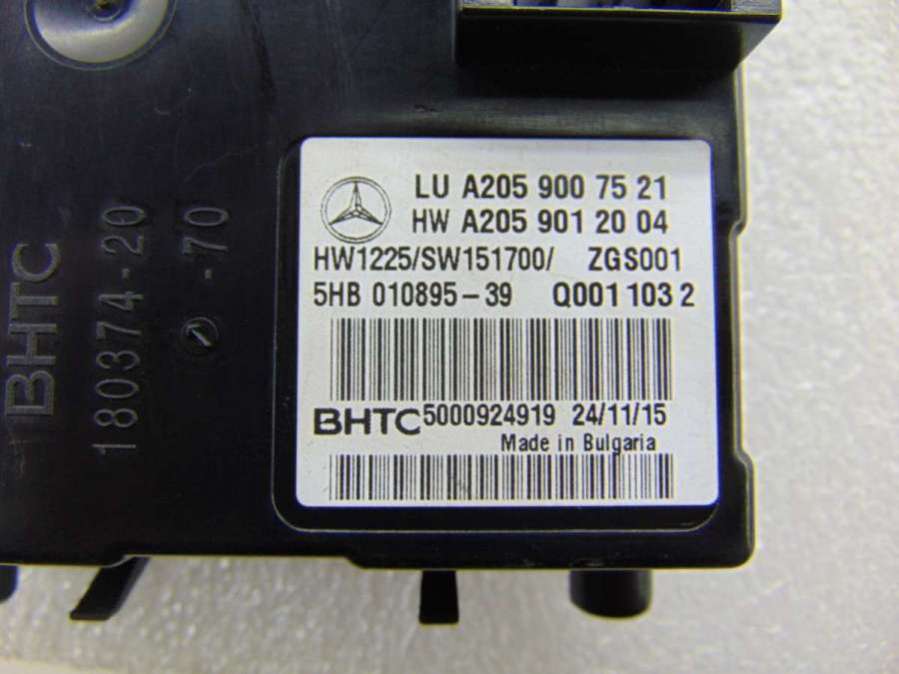 LU A205 900 75 21
HW A205 901 20 04
HW1225/SW151700/ ZGS001
5HB 010895-39 Q001 103 2
BHTC 5000924919 24/11/15
Made in Bulgaria
BHTC
180374-20
-70